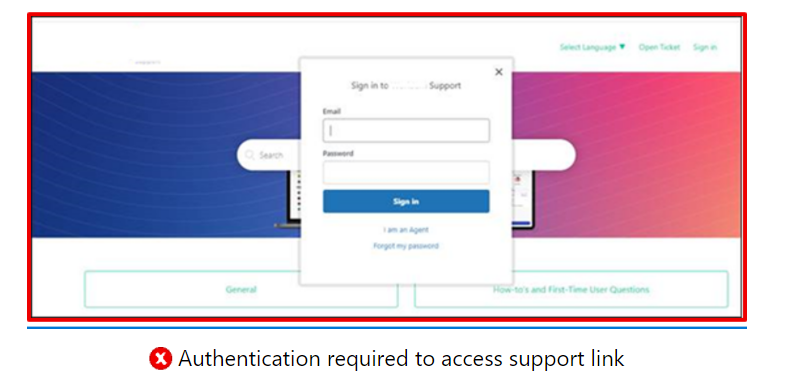 Select Language ▼ Open Ticket Sign in
Sign in to Support
Email
Search
Password
Sign in
I am an Agent
Forgot my password
General
How-to's and First-Time User Questions
Authentication required to access support link